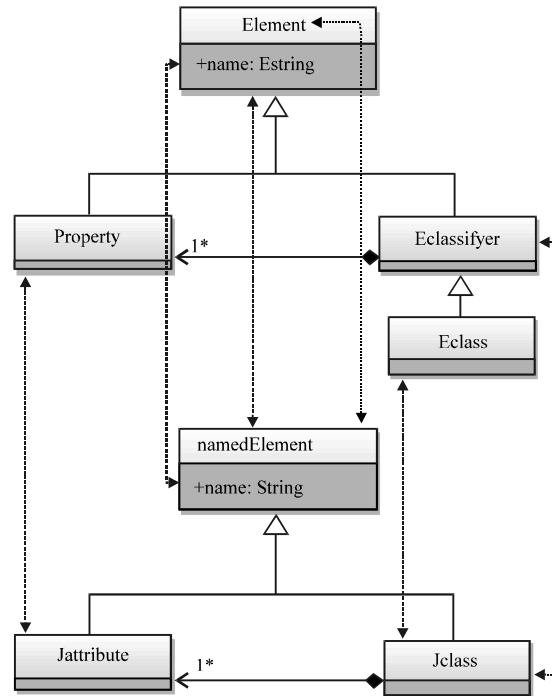 Element
+name: Estring
Property
1*
Eclassifyer
Eclass
namedElement
+name: String
Jattribute
1*
Jclass